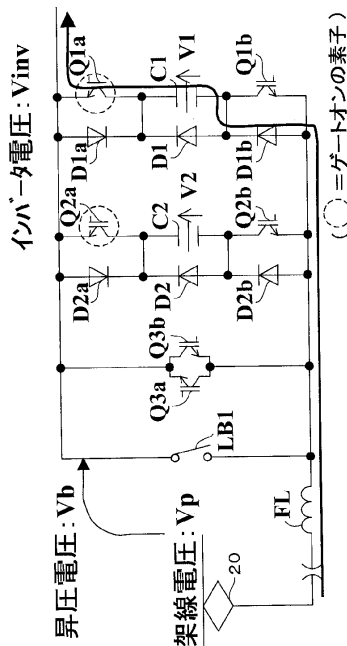 インバータ電圧：Vinv
昇圧電圧：Vb
架線電圧：Vp
20
FL
LB1
Q3a
Q3b
D2a
Q2a
D2
C2
V2
D2b
Q2b
D1a
Q1a
D1
C1
V1
D1b
Q1b
(　=ゲートオンの素子)